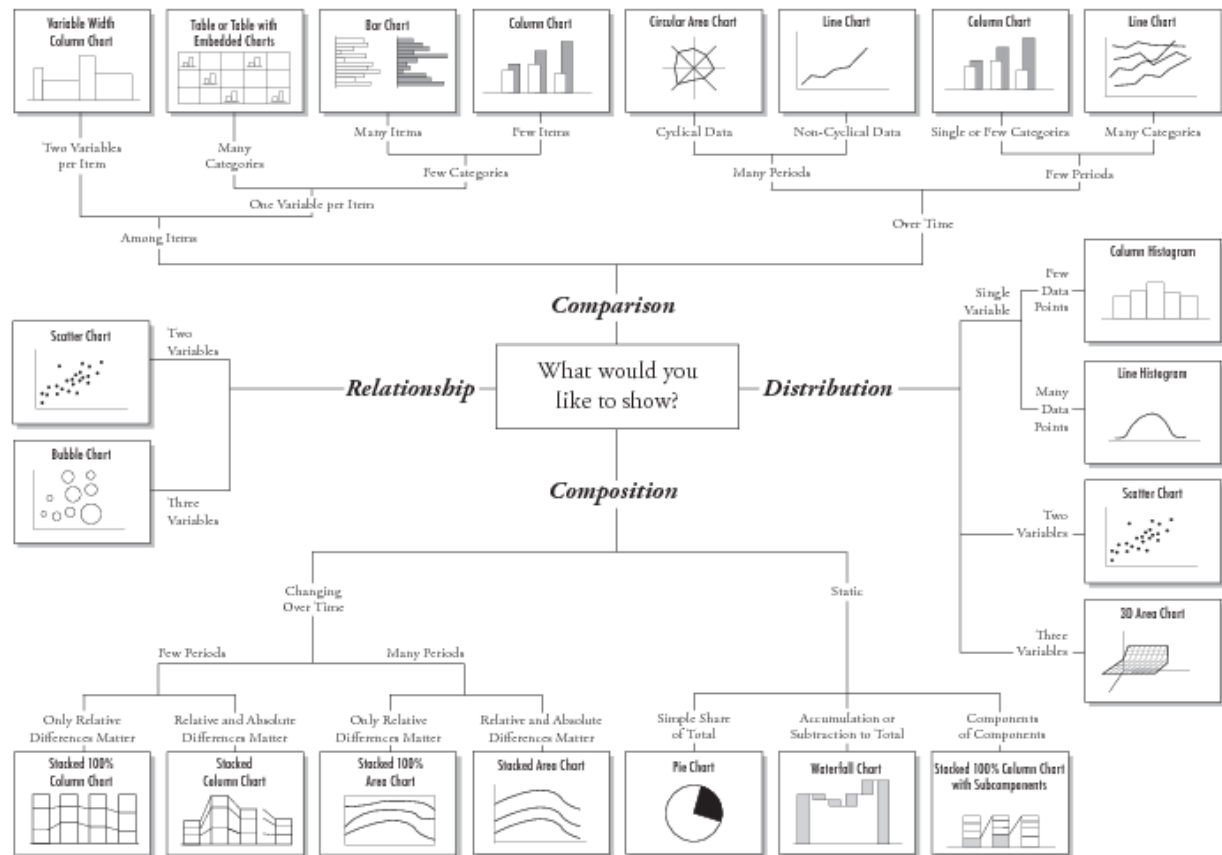 Variable Width
Column Chart
Table or Table with
Embedded Charts
Bar Chart
Column Chart
Circular Area Chart
Line Chart
Column Chart
Line Chart
Two Variables
per Item
Many
Categories
Many Items
Few Items
Cyclical Data
Non-Cyclical Data
Single or Few Categories
Many Categories
Few Categories
Many Periods
Few Periods
One Variable per Item
Among Items
Over Time
Comparison
What would you
like to show?
Relationship
Two
Variables
Scatter Chart
Bubble Chart
Three
Variables
Distribution
Single
Variable
Few
Data
Points
Column Histogram
Many
Data
Points
Line Histogram
Two
Variables
Scatter Chart
Three
Variables
3D Area Chart
Composition
Changing
Over Time
Static
Few Periods
Many Periods
Only Relative
Differences Matter
Relative and Absolute
Differences Matter
Only Relative
Differences Matter
Relative and Absolute
Differences Matter
Simple Share
of Total
Accumulation or
Subtraction to Total
Components
of Components
Stacked 100%
Column Chart
Stacked
Column Chart
Stacked 100%
Area Chart
Stacked Area Chart
Pie Chart
Waterfall Chart
Stacked 100% Column Chart
with Subcomponents